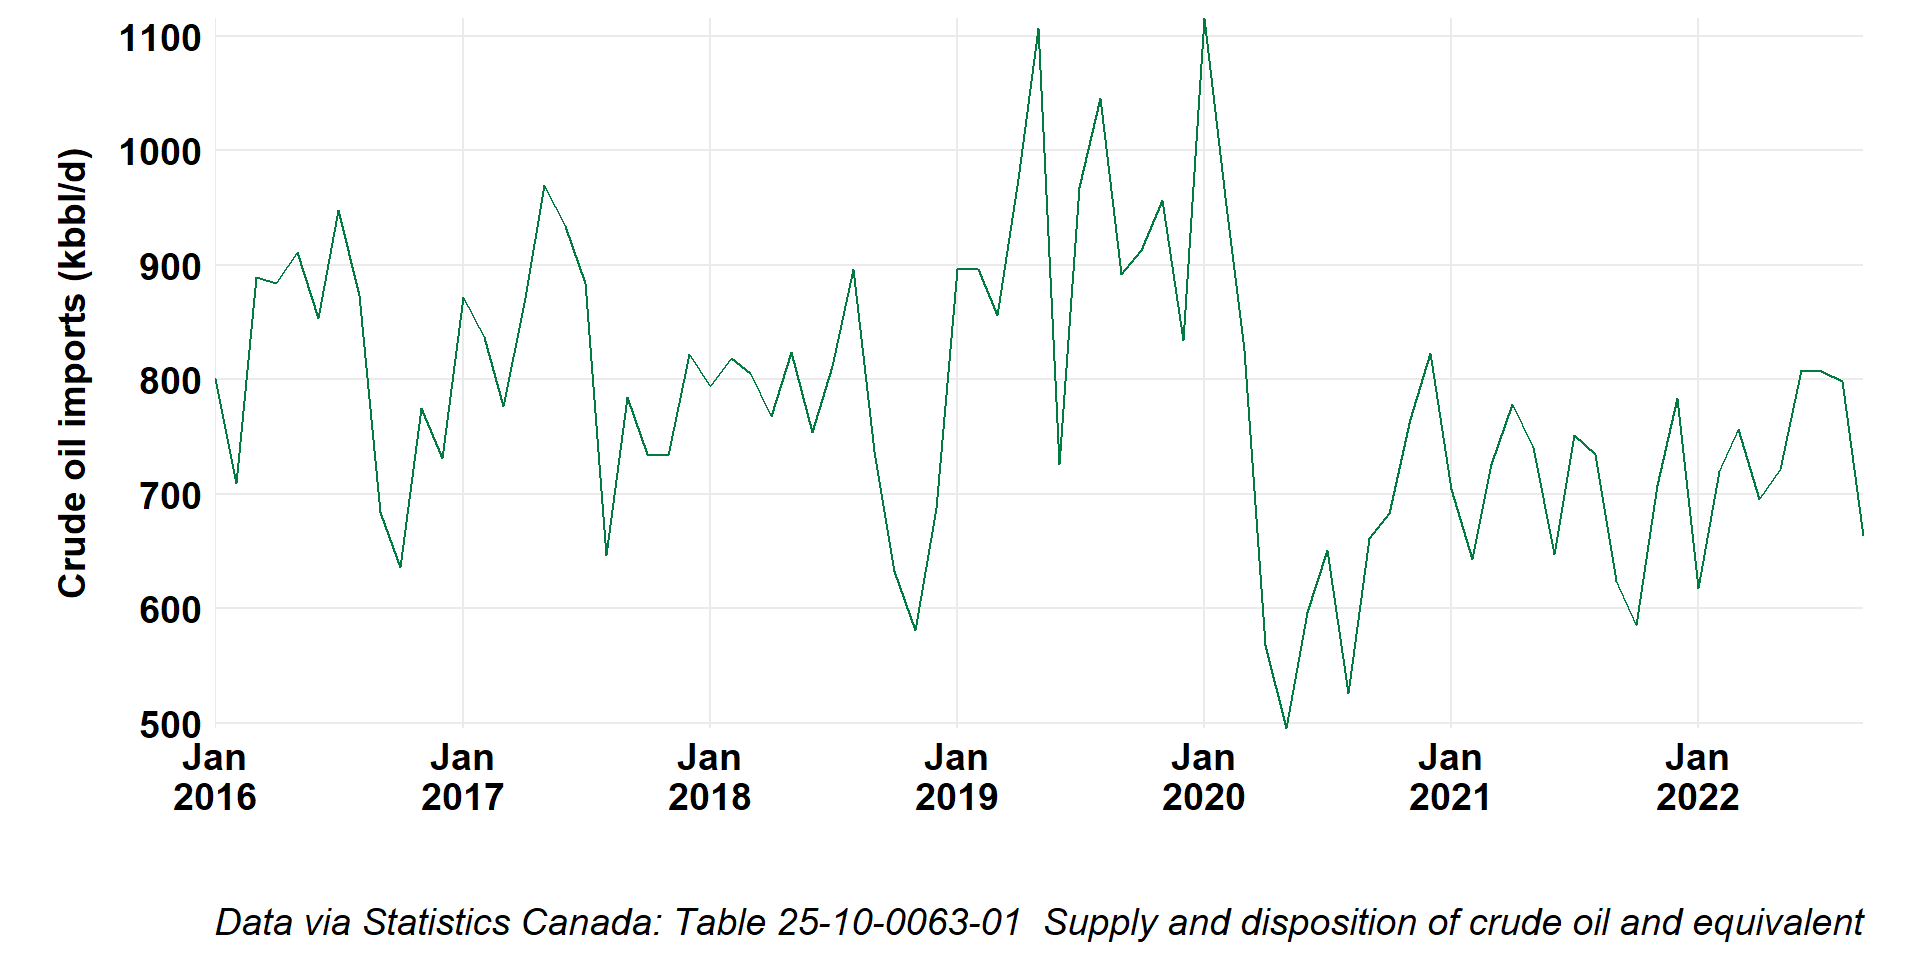 Crude oil imports (kbbl/d)
1100
1000
900
800
700
600
500
Jan 2016
Jan 2017
Jan 2018
Jan 2019
Jan 2020
Jan 2021
Jan 2022
Data via Statistics Canada: Table 25-10-0063-01  Supply and disposition of crude oil and equivalent